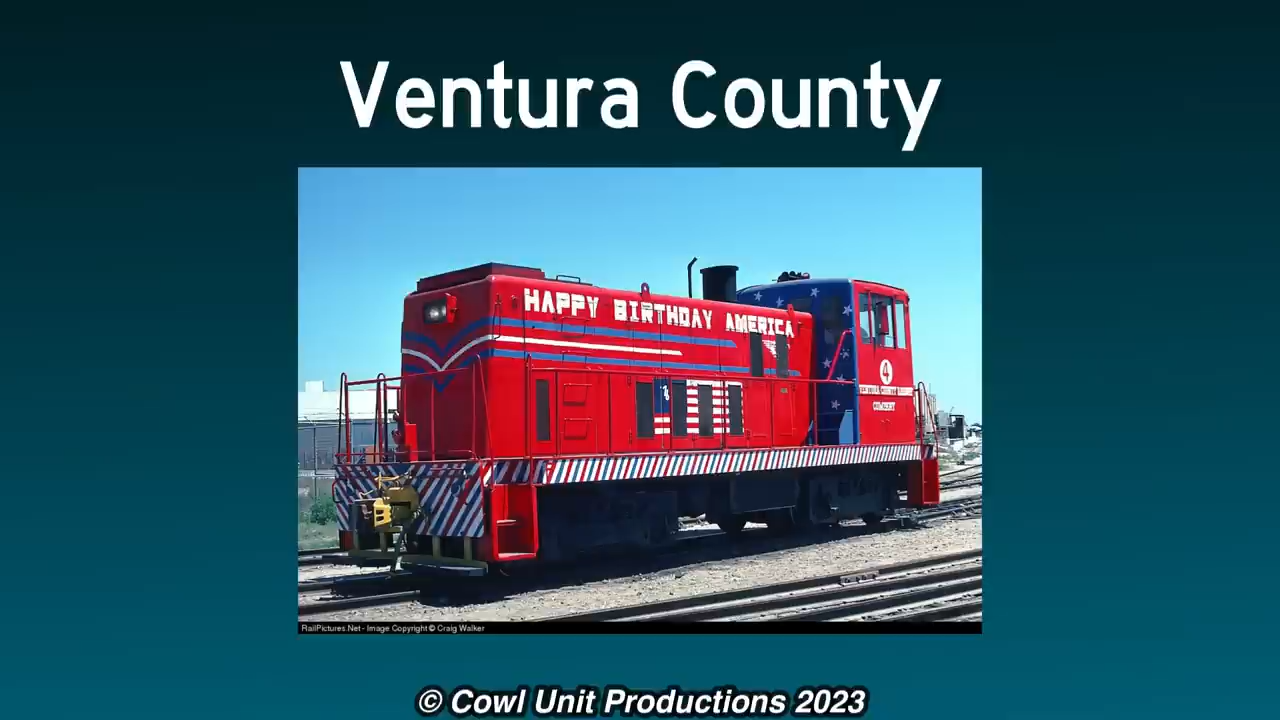 Ventura County
HAPPY BIRTHDAY AMERICA
4
RailPictures.Net - Image Copyright © Craig Walker
© Cowl Unit Productions 2023